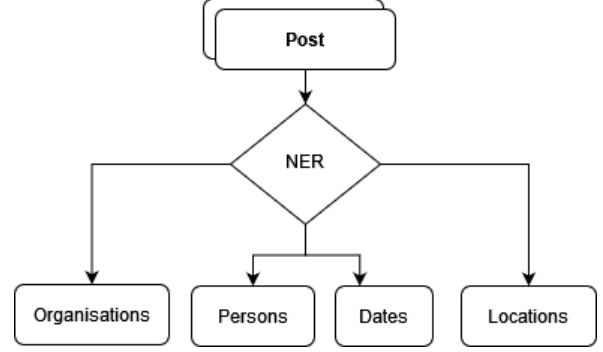 Post
NER
Organisations
Persons
Dates
Locations